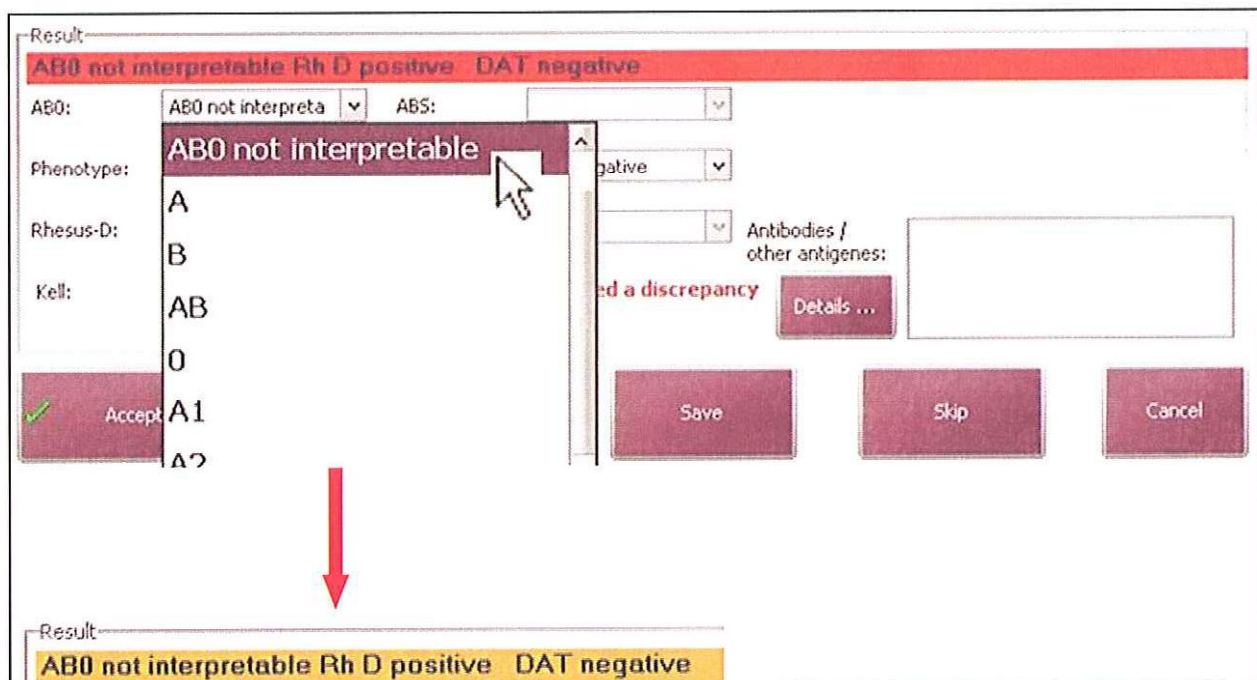 Result
AB0 not interpretable Rh D positive DAT negative
AB0: AB0 not interpreta ABS:
AB0 not interpretable
Phenotype: gative
A
Rhesus-D: Antibodies /
other antigenes:
B
Kell: ed a discrepancy Details ...
AB
0
Accept Save Skip Cancel
A1
A2
Result
AB0 not interpretable Rh D positive DAT negative